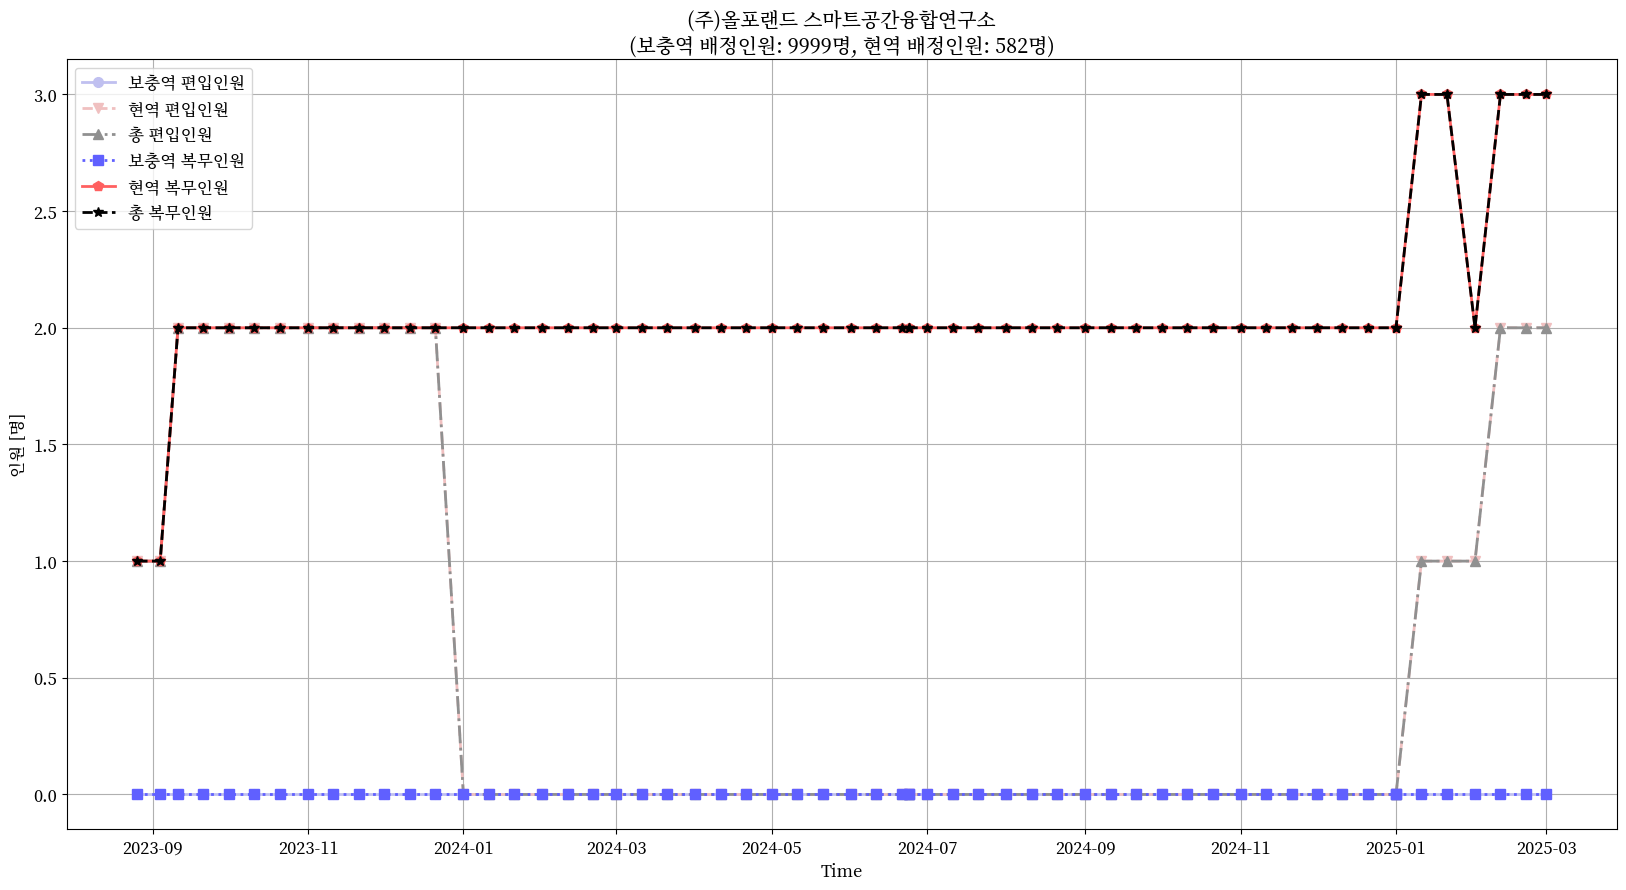 (주)올포랜드 스마트공간융합연구소
(보충역 배정인원: 9999명, 현역 배정인원: 582명)
보충역 편입인원
현역 편입인원
총 편입인원
보충역 복무인원
현역 복무인원
총 복무인원
3.0
2.5
2.0
1.5
1.0
0.5
0.0
인원 [명]
2023-09 2023-11 2024-01 2024-03 2024-05 2024-07 2024-09 2024-11 2025-01 2025-03
Time